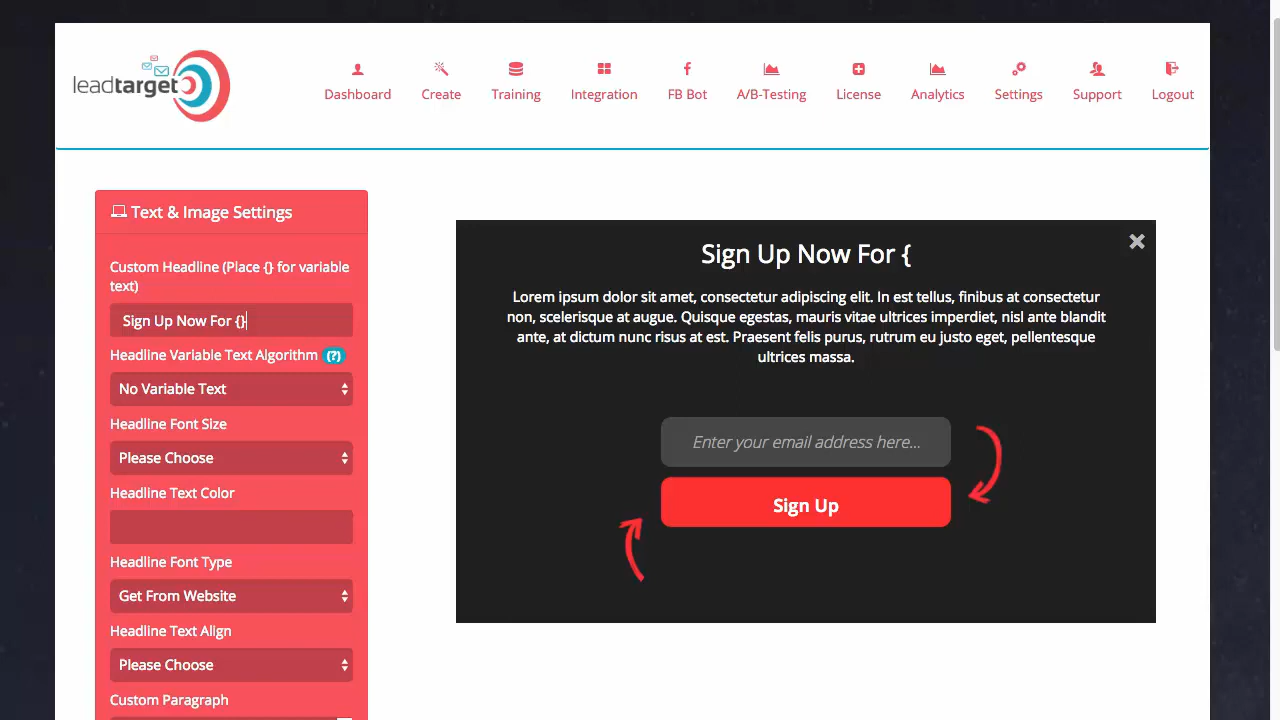 leadtarget
Dashboard
Create
Training
Integration
FB Bot
A/B-Testing
License
Analytics
Settings
Support
Logout
Text & Image Settings
Custom Headline (Place {} for variable
text)
Sign Up Now For {}
Headline Variable Text Algorithm (?)
No Variable Text
Headline Font Size
Please Choose
Headline Text Color
Headline Font Type
Get From Website
Headline Text Align
Please Choose
Custom Paragraph
Sign Up Now For {
Lorem ipsum dolor sit amet, consectetur adipiscing elit. In est tellus, finibus at consectetur
non, scelerisque at augue. Quisque egestas, mauris vitae ultrices imperdiet, nisl ante blandit
ante, at dictum nunc risus at est. Praesent felis purus, rutrum eu justo eget, pellentesque
ultrices massa.
Enter your email address here...
Sign Up